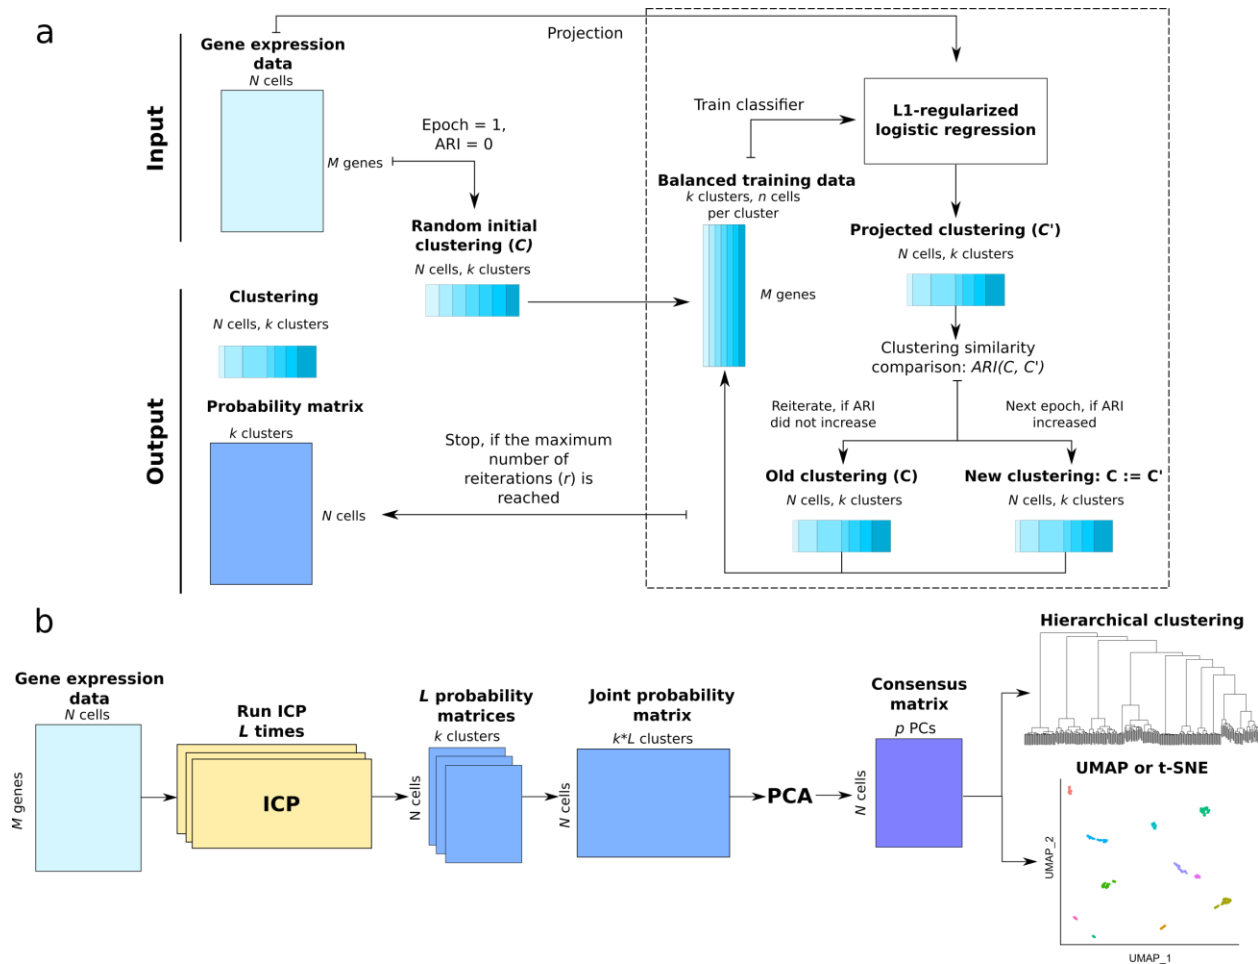 a
Projection
Input
Gene expression
data
N cells
M genes
Epoch = 1,
ARI = 0
Random initial
clustering (C)
N cells, k clusters
Train classifier
L1-regularized
logistic regression
Balanced training data
k clusters, n cells
per cluster
M genes
Projected clustering (C')
N cells, k clusters
Clustering similarity
comparison: ARI(C, C')
Reiterate, if ARI
did not increase
Next epoch, if ARI
increased
Old clustering (C)
N cells, k clusters
New clustering: C := C'
N cells, k clusters
Output
Clustering
N cells, k clusters
Probability matrix
k clusters
N cells
Stop, if the maximum
number of
reiterations (r) is
reached
b
Gene expression
data
N cells
M genes
Run ICP
L times
ICP
L probability
matrices
k clusters
N cells
Joint probability
matrix
k*L clusters
N cells
PCA
Consensus
matrix
p PCs
N cells
Hierarchical clustering
UMAP or t-SNE
UMAP_2
UMAP_1